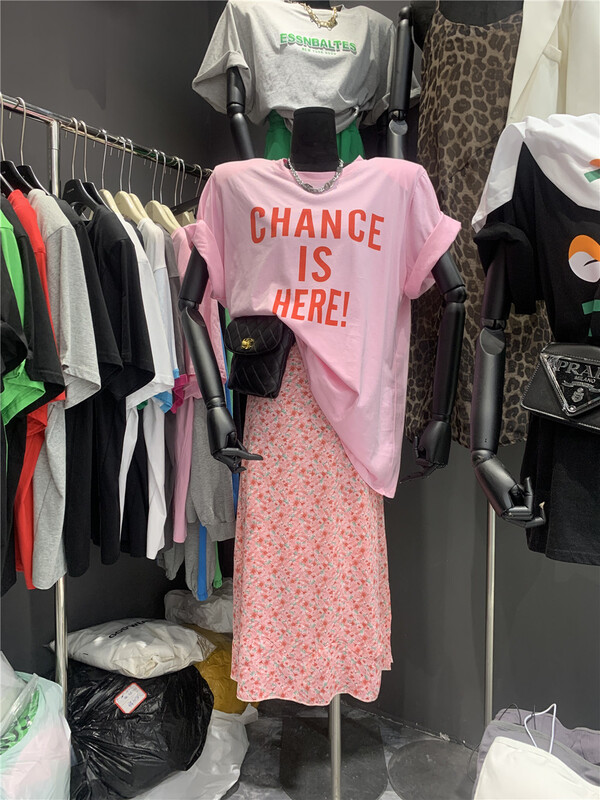 ESSNBALTES
CHANCE
IS
HERE!
PRADA
MILANO